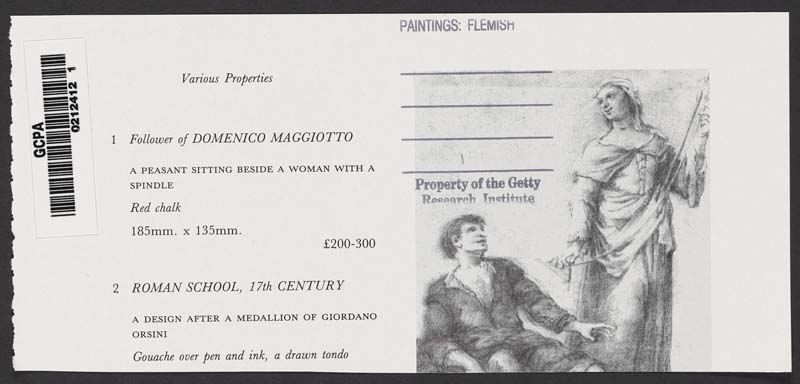 PAINTINGS: FLEMISH
GCPA
0212412 1
Various Properties
1 Follower of DOMENICO MAGGIOTTO
A PEASANT SITTING BESIDE A WOMAN WITH A
SPINDLE
Red chalk
185mm. x 135mm.
£200-300
2 ROMAN SCHOOL, 17th CENTURY
A DESIGN AFTER A MEDALLION OF GIORDANO
ORSINI
Gouache over pen and ink, a drawn tondo
Property of the Getty
Research Institute